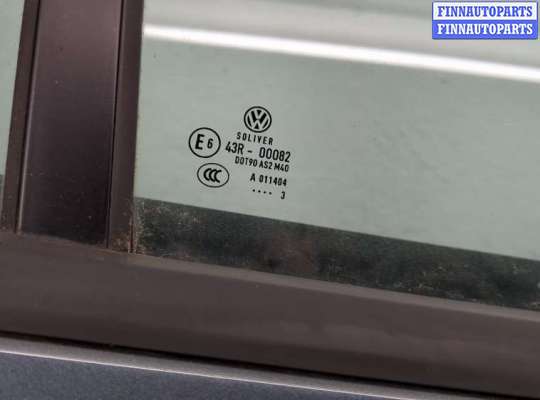 FINNAUTOPARTS
FINNAUTOPARTS
VW
SOLIVER
E6 43R - 00082
DOT90 AS2 M40
CCC A 011404
.... 3